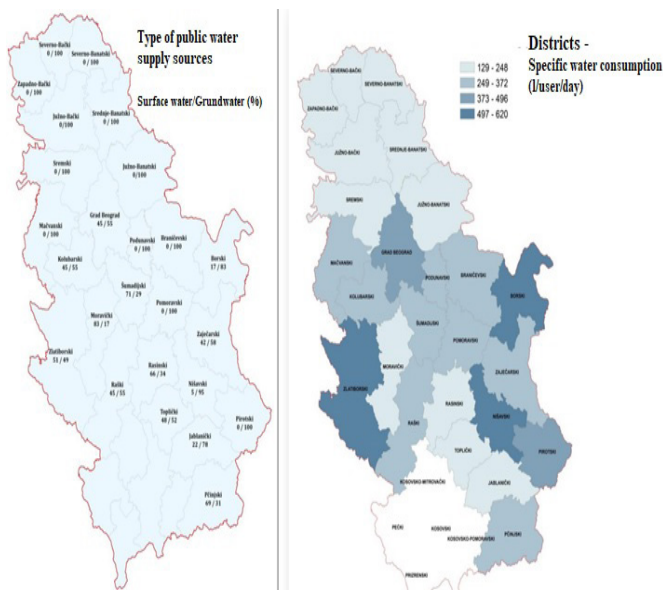 Type of public water
supply sources
Surface water/Grundwater (%)
Severno-Bački
0 / 100
Severno-Banatski
0 / 100
Zapadno-Bački
0 / 100
Južno-Bački
0/100
Srednje-Banatski
0 / 100
Sremski
0 / 100
Južno-Banatski
0/100
Grad Beograd
45 / 55
Mačvanski
0 / 100
Podunavski
0 / 100
Braničevski
0 / 100
Kolubarski
45 / 55
Borski
17 / 83
Šumadijski
71 / 29
Pomoravski
0 / 100
Moravički
83 / 17
Zaječarski
42 / 58
Zlatiborski
51 / 49
Rasinski
66 / 34
Raški
45 / 55
Nišavski
5 / 95
Toplički
48 / 52
Pirotski
0 / 100
Jablanički
22 / 78
Pčinjski
69 / 31
Districts -
Specific water consumption
(l/user/day)
129 - 248
249 - 372
373 - 496
497 - 620
SEVERNO-BAČKI
SEVERNO-BANATSKI
ZAPADNO-BAČKI
JUŽNO-BAČKI
SREDNJE-BANATSKI
SREMSKI
JUŽNO-BANATSKI
GRAD BEOGRAD
MAČVANSKI
PODUNAVSKI
BRANIČEVSKI
BORSKI
KOLUBARSKI
ŠUMADIJSKI
POMORAVSKI
MORAVIČKI
ZAJEČARSKI
ZLATIBORSKI
RASINSKI
NIŠAVSKI
RAŠKI
PIROTSKI
TOPLIČKI
KOSOVSKO-MITROVAČKI
JABLANIČKI
PEĆKI
KOSOVSKI
KOSOVSKO-POMORAVSKI
PČINJSKI
PRIZRENSKI